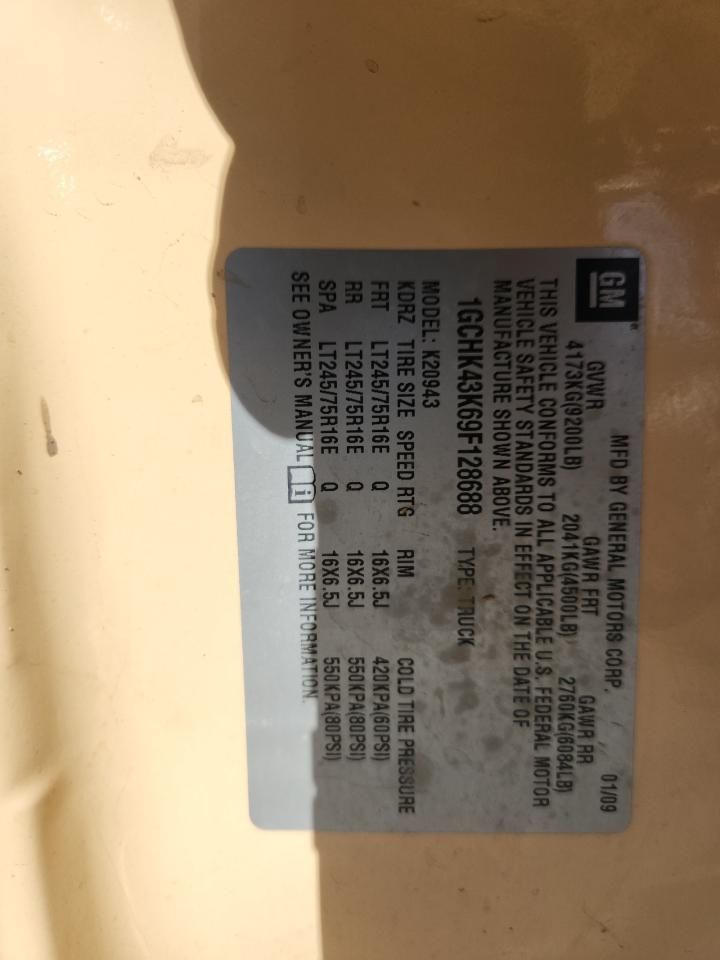 GM
MFD BY GENERAL MOTORS CORP. 01/09
GVWR GAWR FRT GAWR RR
4173KG(9200LB) 2041KG(4500LB) 2760KG(6084LB)
THIS VEHICLE CONFORMS TO ALL APPLICABLE U.S. FEDERAL MOTOR
VEHICLE SAFETY STANDARDS IN EFFECT ON THE DATE OF
MANUFACTURE SHOWN ABOVE.
1GCHK43K69F128688 TYPE: TRUCK
MODEL: K20943
KDRZ TIRE SIZE SPEED RTG RIM COLD TIRE PRESSURE
FRT LT245/75R16E Q 16X6.5J 420KPA(60PSI)
RR LT245/75R16E Q 16X6.5J 550KPA(80PSI)
SPA LT245/75R16E Q 16X6.5J 550KPA(80PSI)
SEE OWNER'S MANUAL i FOR MORE INFORMATION.